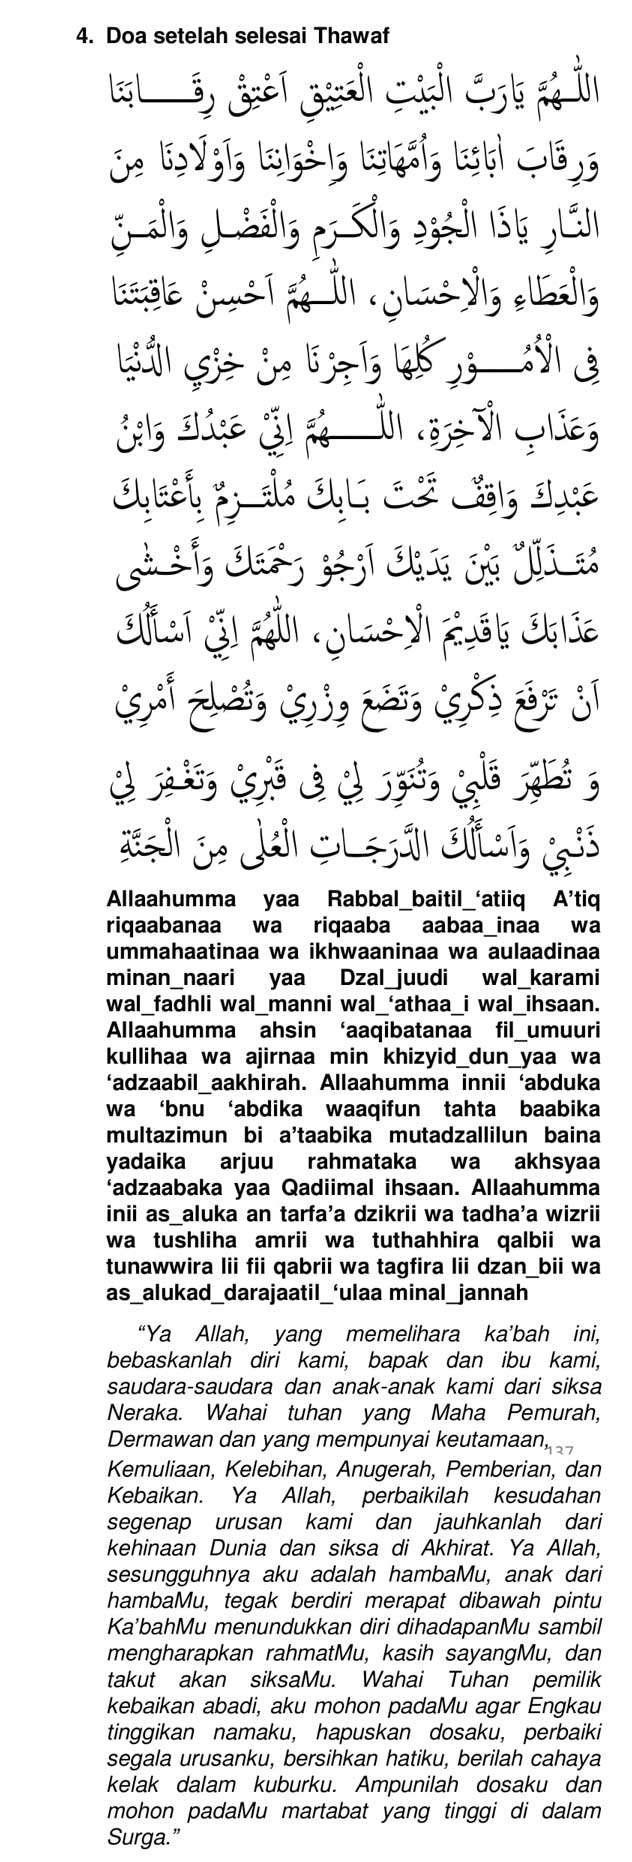 4. Doa setelah selesai Thawaf
اللّٰهُمَّ يَارَبَّ الْبَيْتِ الْعَتِيْقِ أَعْتِقْ رِقَــابَنَا
وَرِقَابَ أٰبَائِنَا وَأُمَّهَاتِنَا وَإِخْوَانِنَا وَأَوْلَادِنَا مِنَ
النَّارِ يَاذَا الْجُوْدِ وَالْكَرَمِ وَالْفَضْلِ وَالْمَنِّ
وَالْعَطَاءِ وَالْإِحْسَانِ، اللّٰهُمَّ أَحْسِنْ عَاقِبَتَنَا
فِى الْأُمُـــوْرِ كُلِّهَا وَأَجِرْنَا مِنْ خِزْيِ الدُّنْيَا
وَعَذَابِ الْأٰخِرَةِ، اللّٰـــهُمَّ إِنِّيْ عَبْدُكَ وَابْنُ
عَبْدِكَ وَاقِفٌ تَحْتَ بَابِكَ مُلْتَزِمٌ بِأَعْتَابِكَ
مُتَذَلِّلٌ بَيْنَ يَدَيْكَ أَرْجُوْ رَحْمَتَكَ وَأَخْشٰى
عَذَابَكَ يَاقَدِيْمَ الْإِحْسَانِ، اللّٰهُمَّ إِنِّيْ أَسْأَلُكَ
أَنْ تَرْفَعَ ذِكْرِيْ وَتَضَعَ وِزْرِيْ وَتُصْلِحَ أَمْرِيْ
وَ تُطَهِّرَ قَلْبِيْ وَتُنَوِّرَ لِيْ فِى قَبْرِيْ وَتَغْفِرَ لِيْ
ذَنْبِيْ وَأَسْأَلُكَ الدَّرَجَاتِ الْعُلٰى مِنَ الْجَنَّةِ
Allaahumma yaa Rabbal_baitil_‘atiiq A’tiq
riqaabanaa wa riqaaba aabaa_inaa wa
ummahaatinaa wa ikhwaaninaa wa aulaadinaa
minan_naari yaa Dzal_juudi wal_karami
wal_fadhli wal_manni wal_‘athaa_i wal_ihsaan.
Allaahumma ahsin ‘aaqibatanaa fil_umuuri
kullihaa wa ajirnaa min khizyid_dun_yaa wa
‘adzaabil_aakhirah. Allaahumma innii ‘abduka
wa ‘bnu ‘abdika waaqifun tahta baabika
multazimun bi a’taabika mutadzallilun baina
yadaika arjuu rahmataka wa akhsyaa
‘adzaabaka yaa Qadiimal ihsaan. Allaahumma
inii as_aluka an tarfa’a dzikrii wa tadha’a wizrii
wa tushliha amrii wa tuthahhira qalbii wa
tunawwira lii fii qabrii wa tagfira lii dzan_bii wa
as_alukad_darajaatil_‘ulaa minal_jannah
“Ya Allah, yang memelihara ka’bah ini,
bebaskanlah diri kami, bapak dan ibu kami,
saudara-saudara dan anak-anak kami dari siksa
Neraka. Wahai tuhan yang Maha Pemurah,
Dermawan dan yang mempunyai keutamaan,
137
Kemuliaan, Kelebihan, Anugerah, Pemberian, dan
Kebaikan. Ya Allah, perbaikilah kesudahan
segenap urusan kami dan jauhkanlah dari
kehinaan Dunia dan siksa di Akhirat. Ya Allah,
sesungguhnya aku adalah hambaMu, anak dari
hambaMu, tegak berdiri merapat dibawah pintu
Ka’bahMu menundukkan diri dihadapanMu sambil
mengharapkan rahmatMu, kasih sayangMu, dan
takut akan siksaMu. Wahai Tuhan pemilik
kebaikan abadi, aku mohon padaMu agar Engkau
tinggikan namaku, hapuskan dosaku, perbaiki
segala urusanku, bersihkan hatiku, berilah cahaya
kelak dalam kuburku. Ampunilah dosaku dan
mohon padaMu martabat yang tinggi di dalam
Surga.”